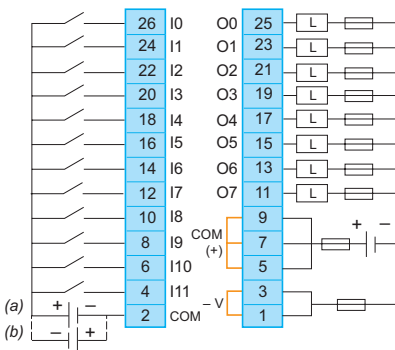 26 I0 O0 25 L
24 I1 O1 23 L
22 I2 O2 21 L
20 I3 O3 19 L
18 I4 O4 17 L
16 I5 O5 15 L
14 I6 O6 13 L
12 I7 O7 11 L
10 I8 9 + −
8 I9 COM (+) 7
6 I10 5
4 I11 – V 3
(a) + − 2 COM 1
(b) − +